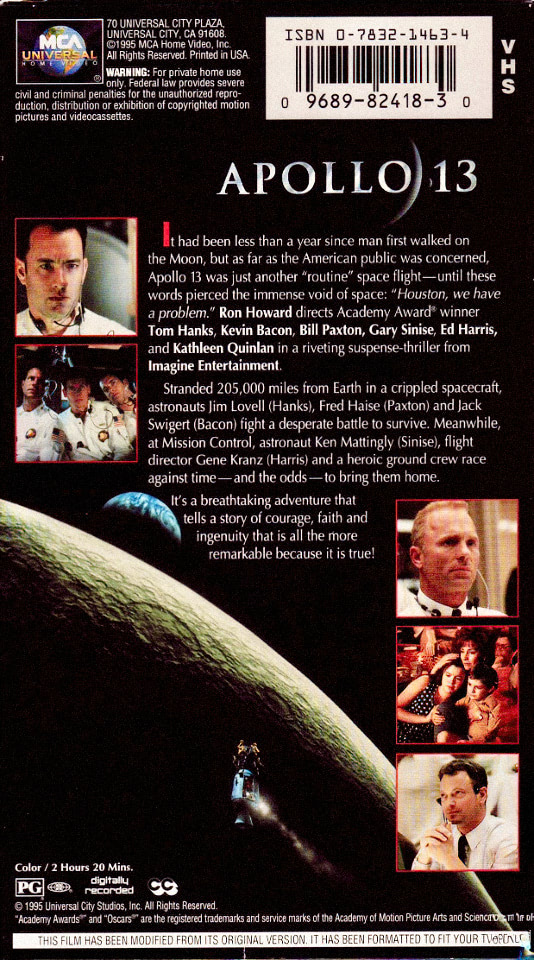 MCA
UNIVERSAL
HOME VIDEO
®
70 UNIVERSAL CITY PLAZA,
UNIVERSAL CITY, CA 91608.
©1995 MCA Home Video, Inc.
All Rights Reserved. Printed in USA.
WARNING: For private home use
only. Federal law provides severe
civil and criminal penalties for the unauthorized repro-
duction, distribution or exhibition of copyrighted motion
pictures and videocassettes.
ISBN 0-7832-1463-4
0 9689-82418-3 0
VHS
APOLLO 13
It had been less than a year since man first walked on
the Moon, but as far as the American public was concerned,
Apollo 13 was just another “routine” space flight—until these
words pierced the immense void of space: “Houston, we have
a problem.” Ron Howard directs Academy Award® winner
Tom Hanks, Kevin Bacon, Bill Paxton, Gary Sinise, Ed Harris,
and Kathleen Quinlan in a riveting suspense-thriller from
Imagine Entertainment.
Stranded 205,000 miles from Earth in a crippled spacecraft,
astronauts Jim Lovell (Hanks), Fred Haise (Paxton) and Jack
Swigert (Bacon) fight a desperate battle to survive. Meanwhile,
at Mission Control, astronaut Ken Mattingly (Sinise), flight
director Gene Kranz (Harris) and a heroic ground crew race
against time—and the odds—to bring them home.
It's a breathtaking adventure that
tells a story of courage, faith and
ingenuity that is all the more
remarkable because it is true!
Color / 2 Hours 20 Mins.
PG digitally recorded CC
© 1995 Universal City Studios, Inc. All Rights Reserved.
"Academy Awards®" and "Oscars®" are the registered trademarks and service marks of the Academy of Motion Picture Arts and
THIS FILM HAS BEEN MODIFIED FROM ITS ORIGINAL VERSION. IT HAS BEEN FORMATTED TO FIT YOUR TV.